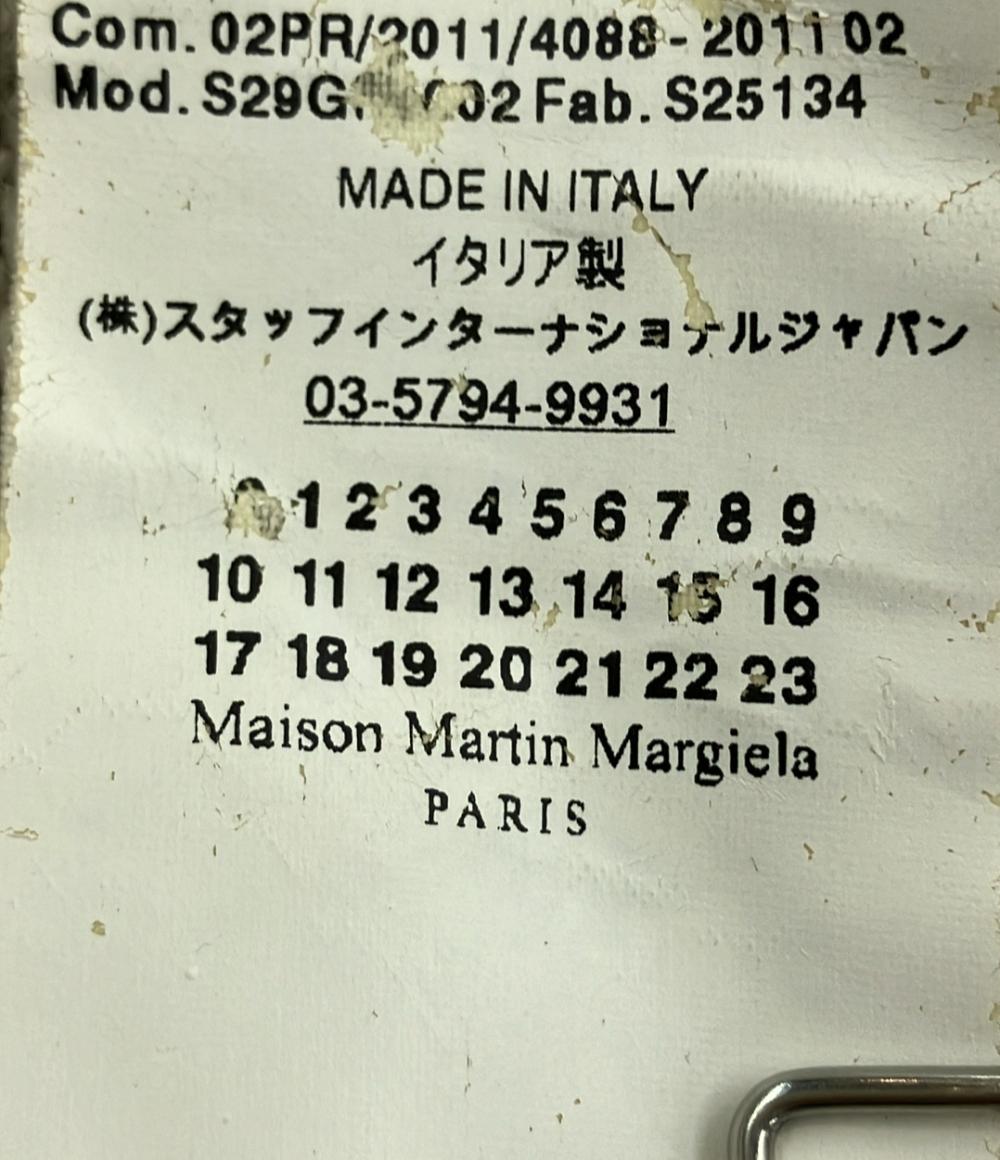 Com. 02PR/2011/4088 - 2011 02
Fab. S25134
MADE IN ITALY
イタリア製
(株)スタッフインターナショナルジャパン
03-5794-9931
0 1 2 3 4 5 6 7 8 9
10 11 12 13 14 15 16
17 18 19 20 21 22 23
Maison Martin Margiela
PARIS